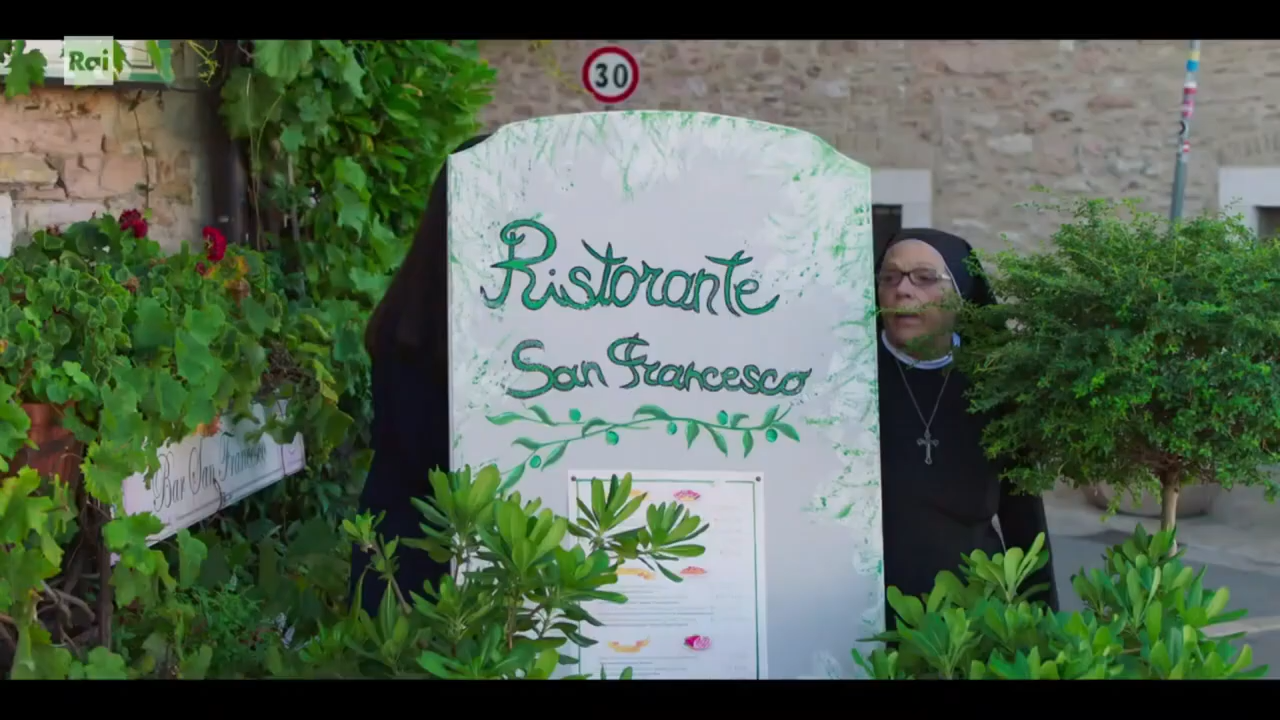 Rai
30
Ristorante
San Francesco
Bar San Francesco